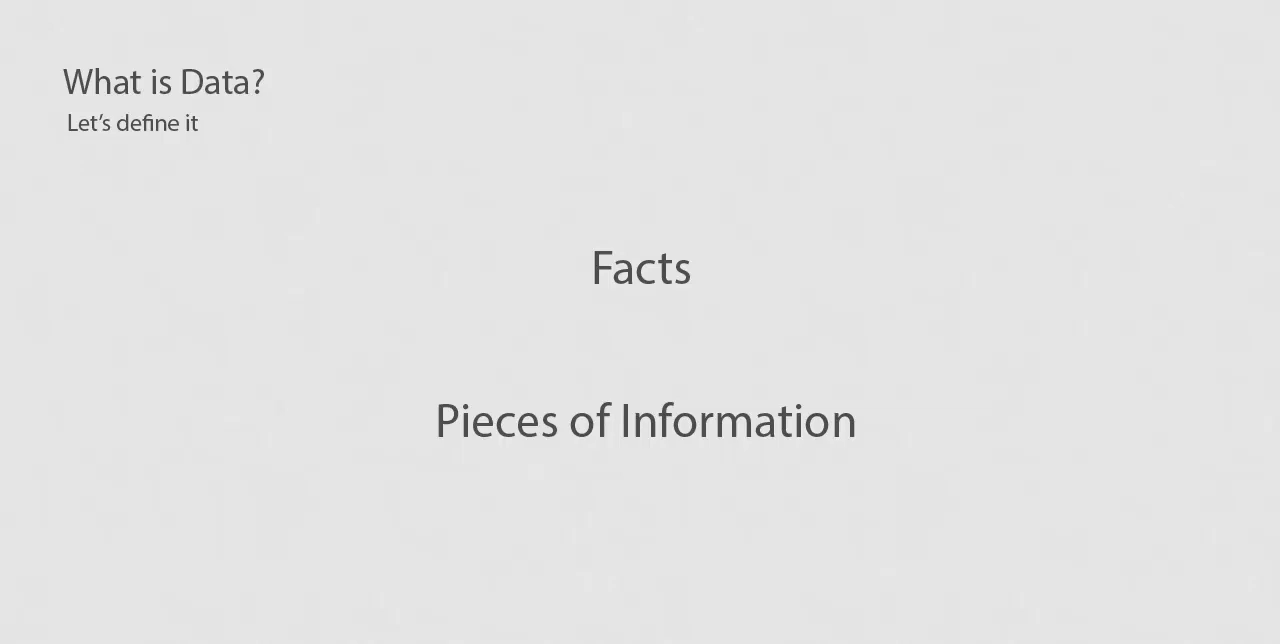 What is Data?
Let's define it
Facts
Pieces of Information